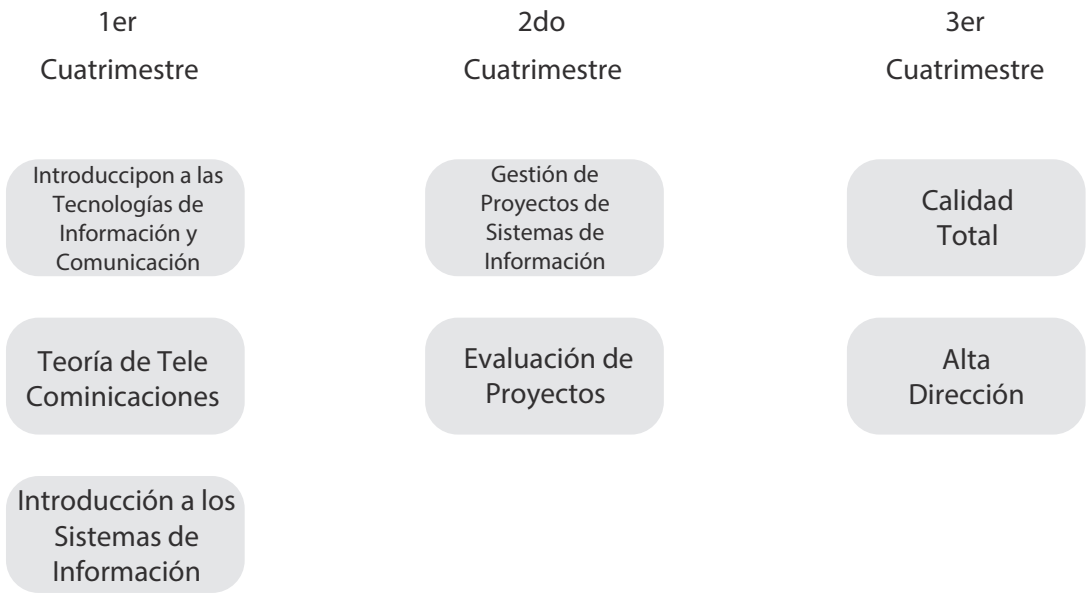 1er
Cuatrimestre
2do
Cuatrimestre
3er
Cuatrimestre
Introduccipon a las
Tecnologías de
Información y
Comunicación
Gestión de
Proyectos de
Sistemas de
Información
Calidad
Total
Teoría de Tele
Cominicaciones
Evaluación de
Proyectos
Alta
Dirección
Introducción a los
Sistemas de
Información